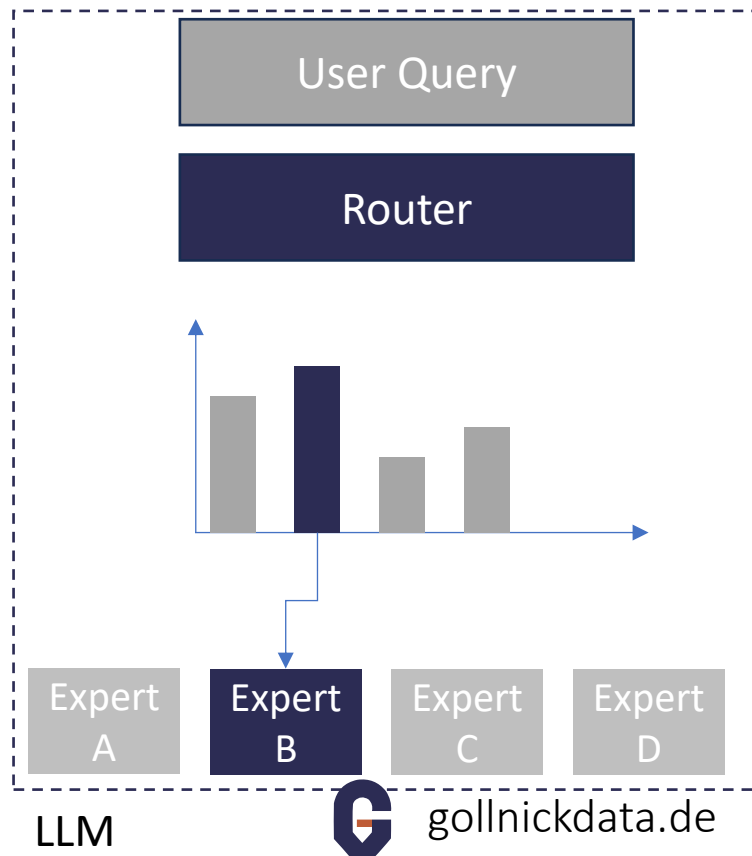 User Query
Router
Expert
A
Expert
B
Expert
C
Expert
D
LLM
gollnickdata.de